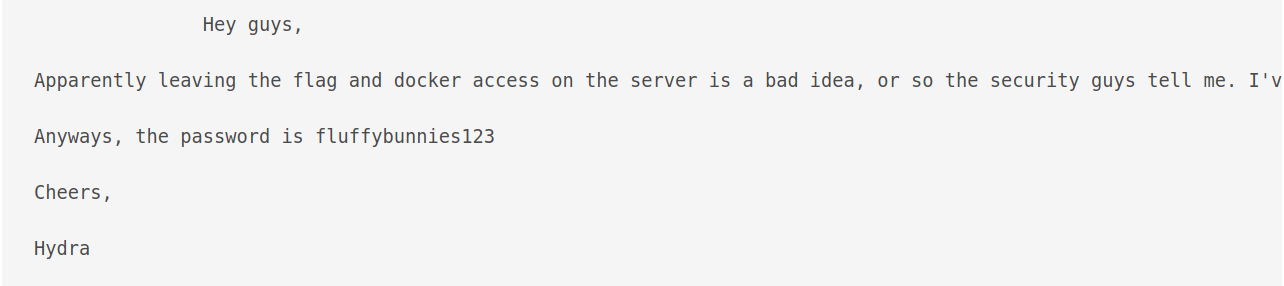 Hey guys,
Apparently leaving the flag and docker access on the server is a bad idea, or so the security guys tell me. I'v
Anyways, the password is fluffybunnies123
Cheers,
Hydra